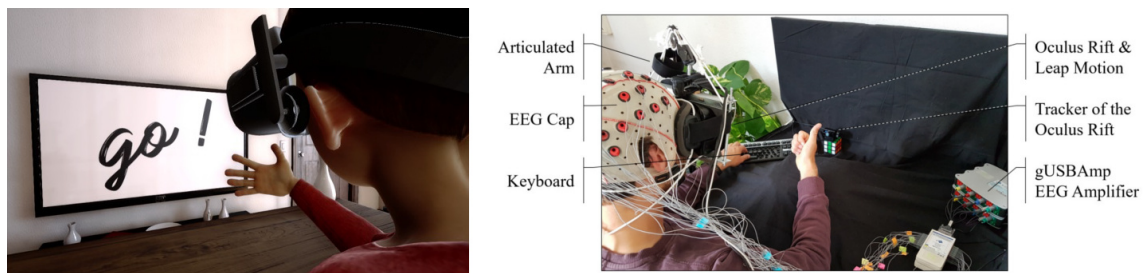 go !
Articulated
Arm
EEG Cap
Keyboard
Oculus Rift &
Leap Motion
Tracker of the
Oculus Rift
gUSBAmp
EEG Amplifier